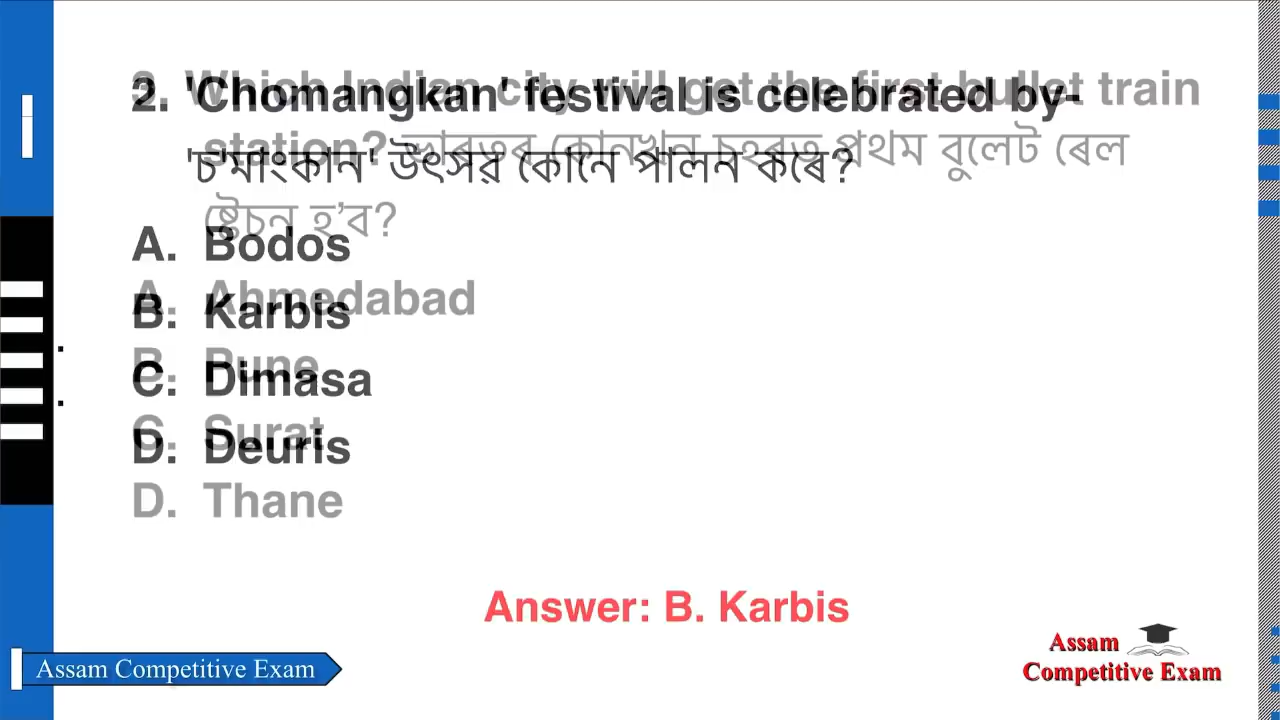 2. 'Chomangkan' festival is celebrated by-
'চ'মাংকান' উৎসৱ কোনে পালন কৰে?
A. Bodos
B. Karbis
C. Dimasa
D. Deuris
3. Which Indian city will get the first bullet train
station? ভাৰতৰ কোনখন চহৰত প্ৰথম বুলেট ৰেল
ষ্টেচন হ’ব?
A. Ahmedabad
B. Pune
C. Surat
D. Thane
Answer: B. Karbis
Assam Competitive Exam
Assam
Competitive Exam